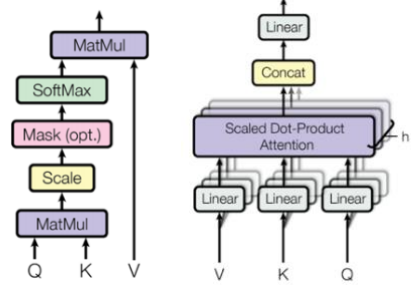 MatMul
SoftMax
Mask (opt.)
Scale
MatMul
Q K V
Linear
Concat
Scaled Dot-Product
Attention
h
Linear Linear Linear
V K Q